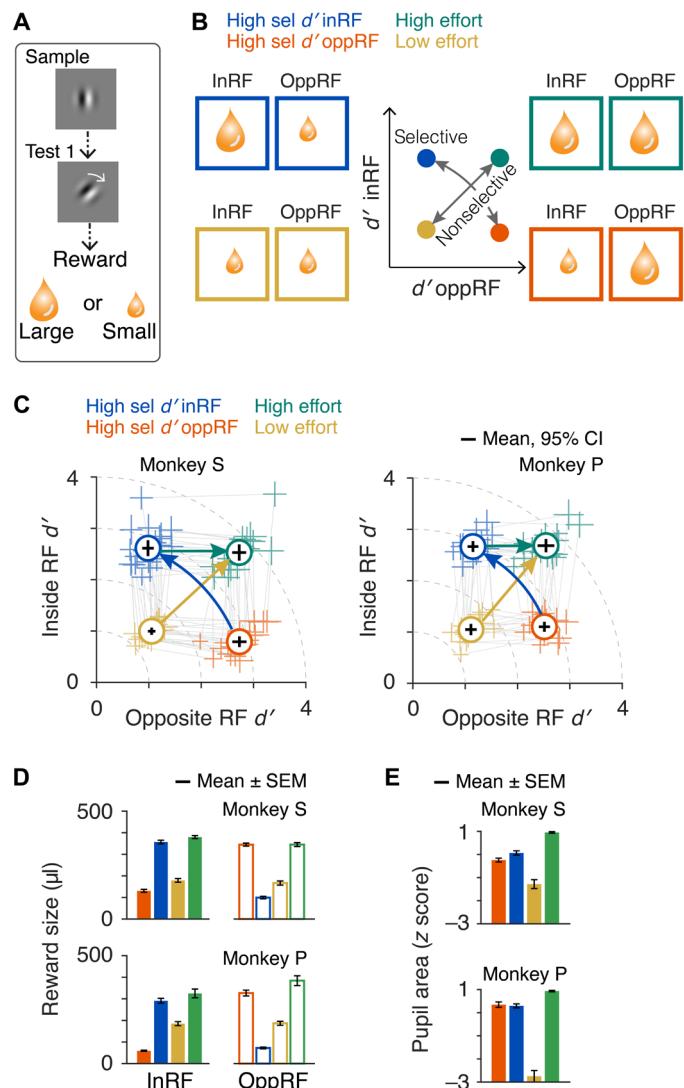 A
Sample
Test 1
Reward
or
Large
Small
B
High sel d′ inRF High effort
High sel d′ oppRF Low effort
InRF OppRF
InRF OppRF
Selective
Nonselective
d′ inRF
d′ oppRF
InRF OppRF
InRF OppRF
C
High sel d′ inRF High effort
High sel d′ oppRF Low effort
Mean, 95% CI
Monkey S
Monkey P
4
Inside RF d′
0
0
Opposite RF d′
4
4
Inside RF d′
0
0
Opposite RF d′
4
D
Mean ± SEM
Monkey S
500
0
Reward size (µl)
Monkey P
500
0
InRF OppRF
E
Mean ± SEM
Monkey S
1
−3
Pupil area (z score)
Monkey P
1
−3